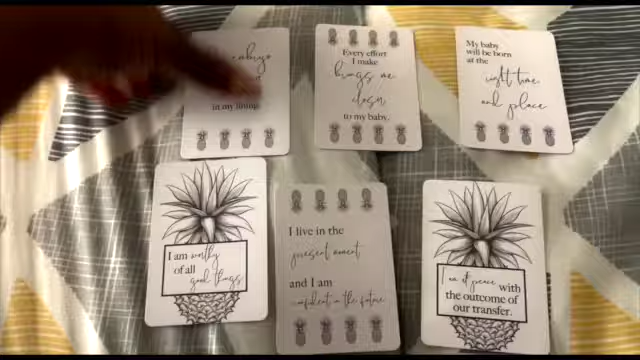 in my lining.
Every effort
I make
brings me
closer
to my baby.
My baby
will be born
at the
right time
and place
I am worthy
of all
good things
I live in the
present moment
and I am
confident in the future
I am at peace with
the outcome of
our transfer.